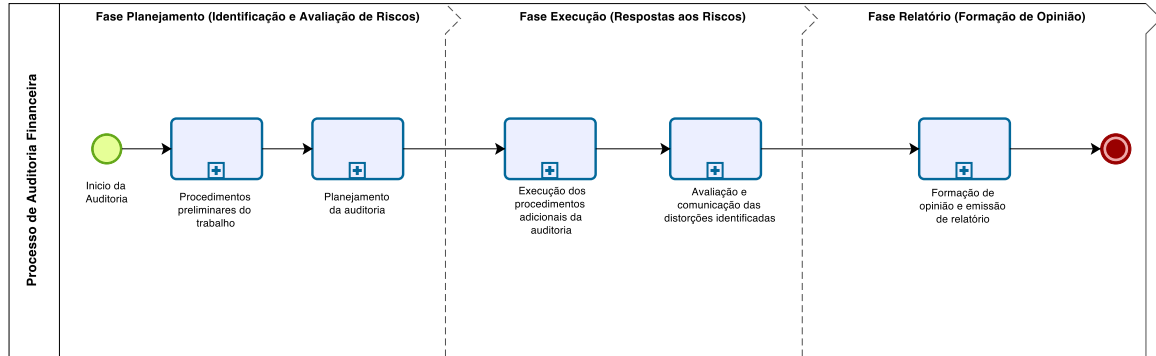 Fase Planejamento (Identificação e Avaliação de Riscos)
Fase Execução (Respostas aos Riscos)
Fase Relatório (Formação de Opinião)
Processo de Auditoria Financeira
Inicio da
Auditoria
Procedimentos
preliminares do
trabalho
Planejamento
da auditoria
Execução dos
procedimentos
adicionais da
auditoria
Avaliação e
comunicação das
distorções identificadas
Formação de
opinião e emissão
de relatório